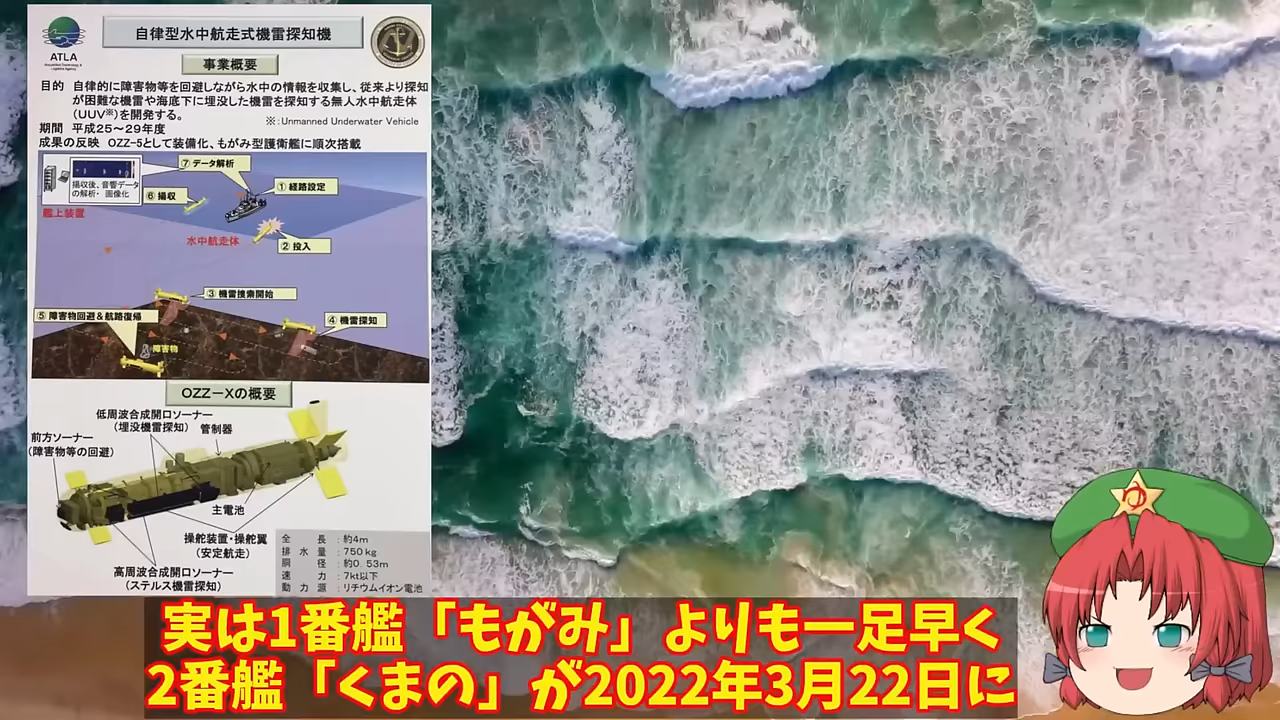 ATLA
自律型水中航走式機雷探知機
事業概要
目的 自律的に障害物等を回避しながら水中の情報を収集し、従来より探知
が困難な機雷や海底下に埋没した機雷を探知する無人水中航走体
(UUV※)を開発する。
※:Unmanned Underwater Vehicle
期間 平成25～29年度
成果の反映 OZZ-5として装備化、もがみ型護衛艦に順次搭載
⑦データ解析
揚収後、音響データ
の解析・画像化
艦上装置
⑥揚収
①経路設定
水中航走体
②投入
③機雷捜索開始
⑤障害物回避＆航路復帰
④機雷探知
障害物
OZZ－Xの概要
低周波合成開口ソーナー
(埋没機雷探知)
管制器
前方ソーナー
(障害物等の回避)
主電池
操舵装置・操舵翼
(安定航走)
高周波合成開口ソーナー
(ステルス機雷探知)
全長:約4m
排水量:750kg
胴径:約0.53m
速力:7kt以下
動力源:リチウムイオン電池
実は1番艦「もがみ」よりも一足早く
2番艦「くまの」が2022年3月22日に